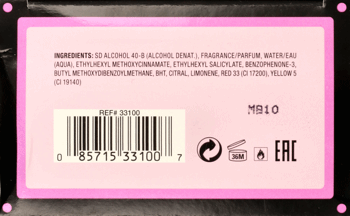 INGREDIENTS: SD ALCOHOL 40-B (ALCOHOL DENAT.), FRAGRANCE/PARFUM, WATER/EAU
(AQUA), ETHYLHEXYL METHOXYCINNAMATE, ETHYLHEXYL SALICYLATE, BENZOPHENONE-3,
BUTYL METHOXYDIBENZOYLMETHANE, BHT, CITRAL, LIMONENE, RED 33 (CI 17200), YELLOW 5
(CI 19140)
MB10
REF# 33100
0 85715 33100 7
36M
EAC